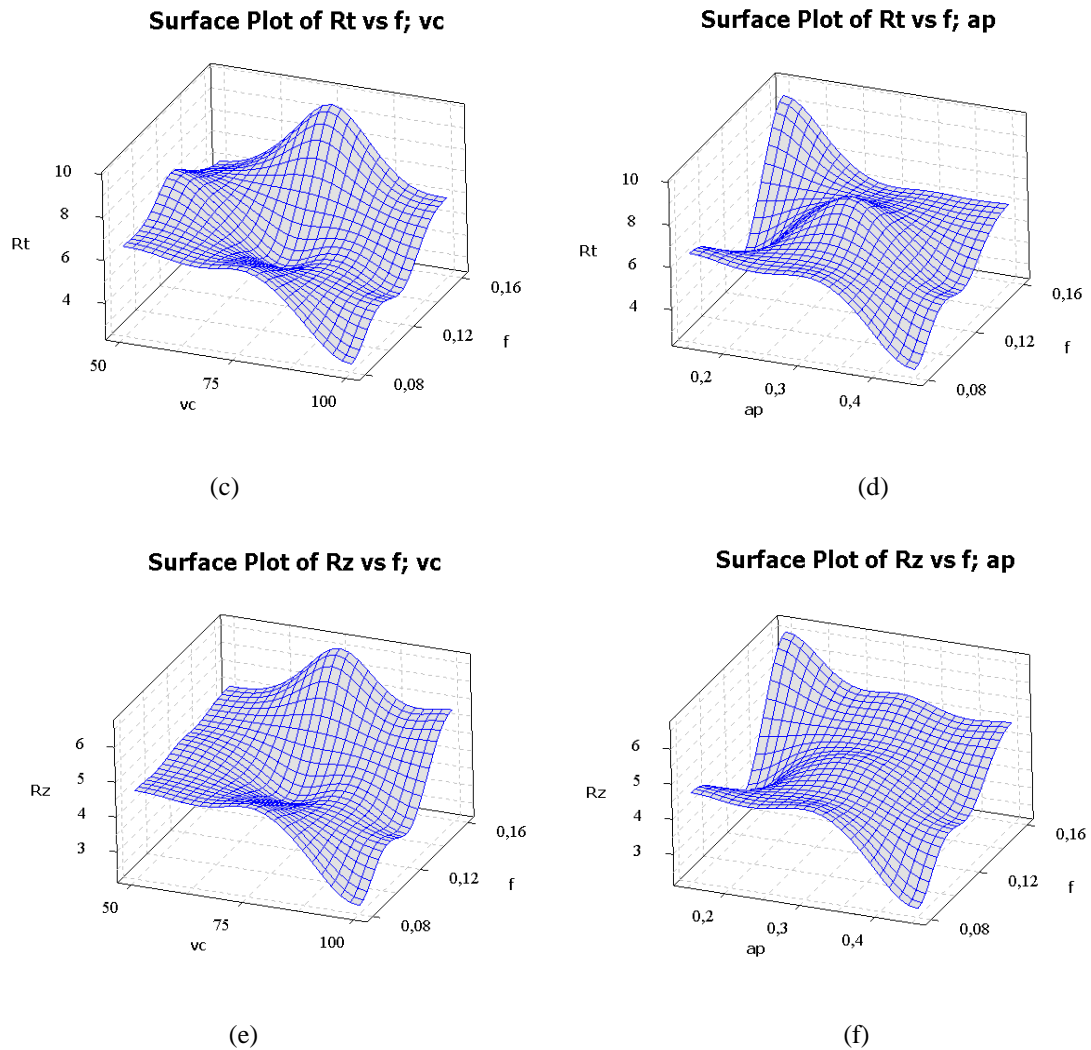 Surface Plot of Rt vs f; vc
10
8
Rt
6
4
50
75
vc
100
0,08
0,12
f
0,16
(c)
Surface Plot of Rt vs f; ap
10
8
Rt
6
4
0,2
0,3
ap
0,4
0,08
0,12
f
0,16
(d)
Surface Plot of Rz vs f; vc
6
5
Rz
4
3
50
75
vc
100
0,08
0,12
f
0,16
(e)
Surface Plot of Rz vs f; ap
6
5
Rz
4
3
0,2
0,3
ap
0,4
0,08
0,12
f
0,16
(f)